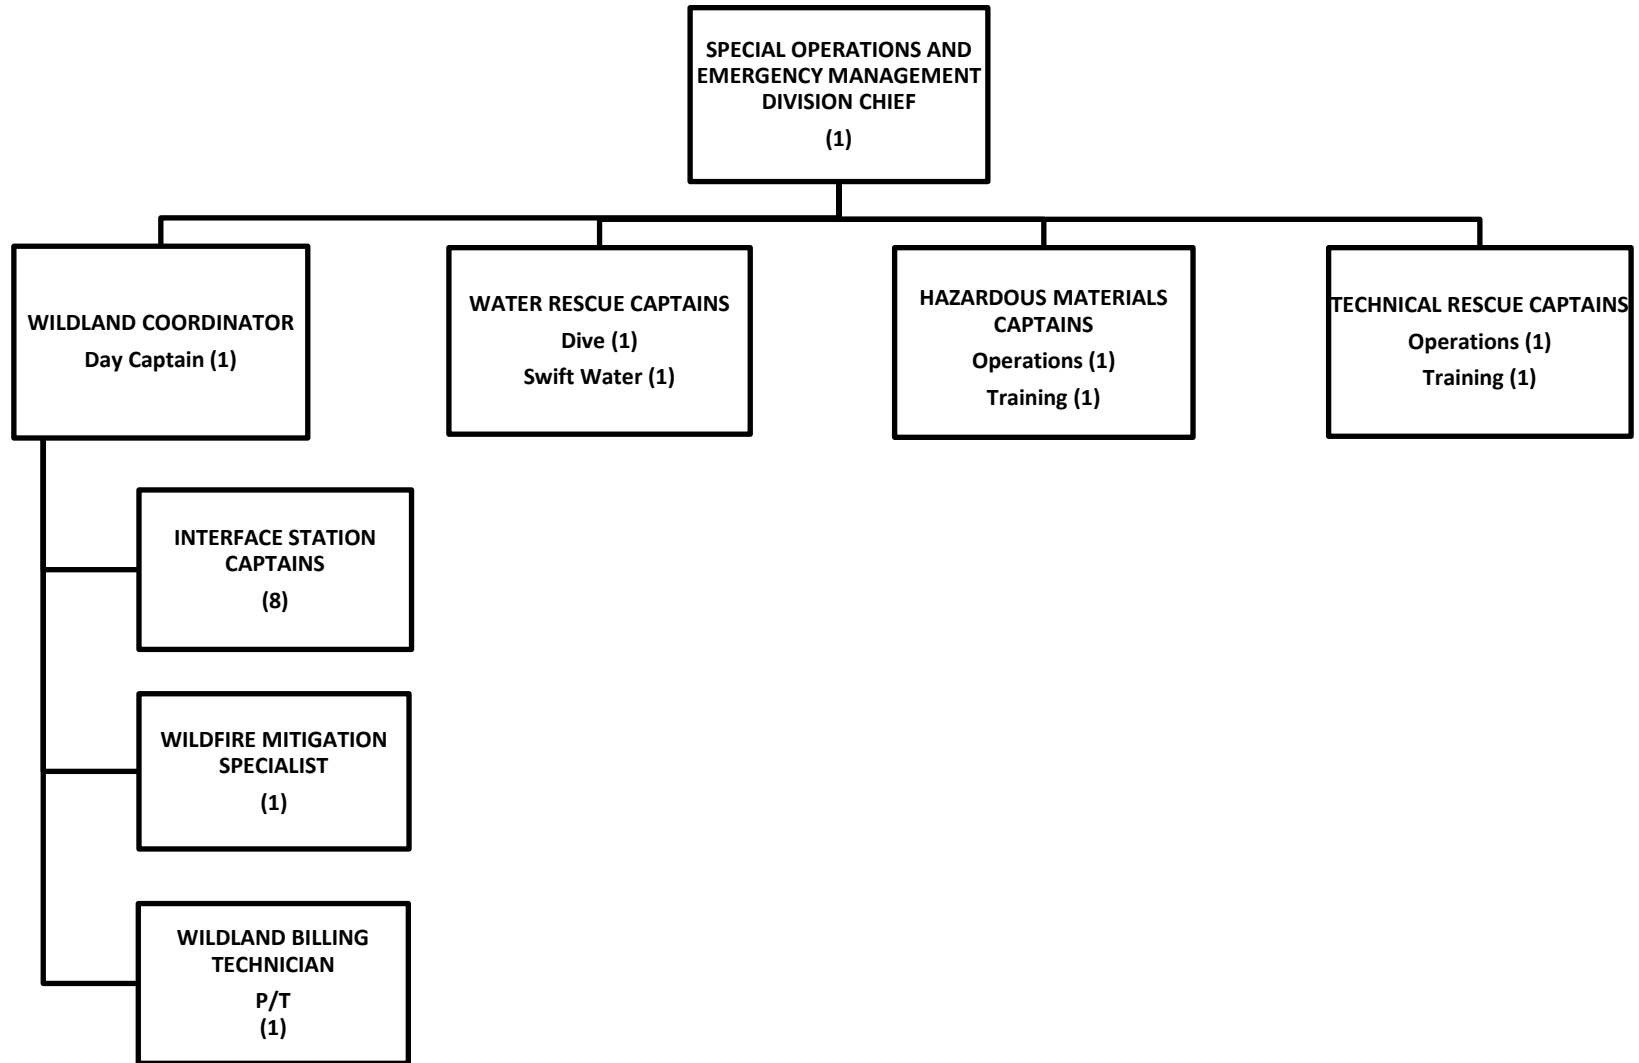 SPECIAL OPERATIONS AND
EMERGENCY MANAGEMENT
DIVISION CHIEF
(1)
WILDLAND COORDINATOR
Day Captain (1)
WATER RESCUE CAPTAINS
Dive (1)
Swift Water (1)
HAZARDOUS MATERIALS
CAPTAINS
Operations (1)
Training (1)
TECHNICAL RESCUE CAPTAINS
Operations (1)
Training (1)
INTERFACE STATION
CAPTAINS
(8)
WILDFIRE MITIGATION
SPECIALIST
(1)
WILDLAND BILLING
TECHNICIAN
P/T
(1)